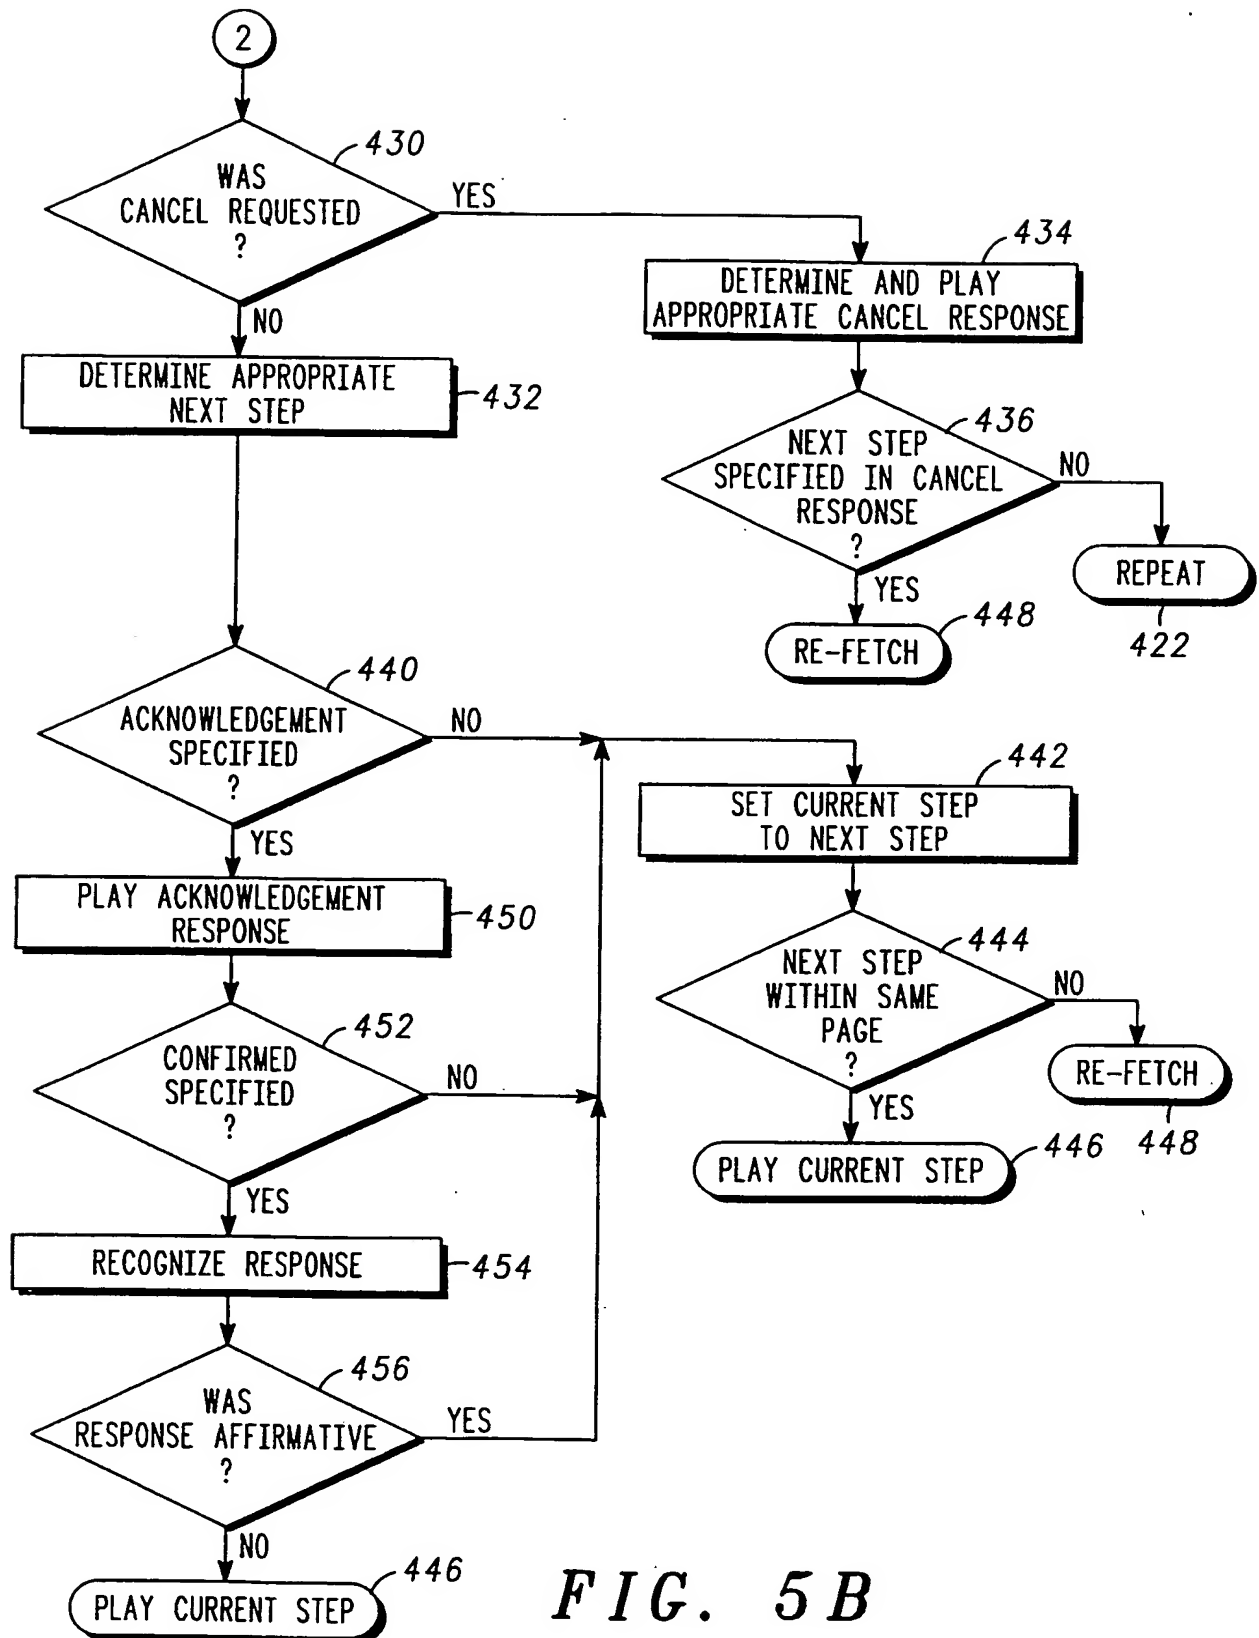 2
430
WAS
CANCEL REQUESTED
?
YES
NO
434
DETERMINE AND PLAY
APPROPRIATE CANCEL RESPONSE
DETERMINE APPROPRIATE
NEXT STEP
432
436
NEXT STEP
SPECIFIED IN CANCEL
RESPONSE
?
NO
YES
REPEAT
422
RE-FETCH
448
440
ACKNOWLEDGEMENT
SPECIFIED
?
NO
YES
442
SET CURRENT STEP
TO NEXT STEP
PLAY ACKNOWLEDGEMENT
RESPONSE
450
444
NEXT STEP
WITHIN SAME
PAGE
?
NO
YES
RE-FETCH
448
PLAY CURRENT STEP
446
452
CONFIRMED
SPECIFIED
?
NO
YES
RECOGNIZE RESPONSE
454
456
WAS
RESPONSE AFFIRMATIVE
?
YES
NO
446
PLAY CURRENT STEP
FIG. 5B